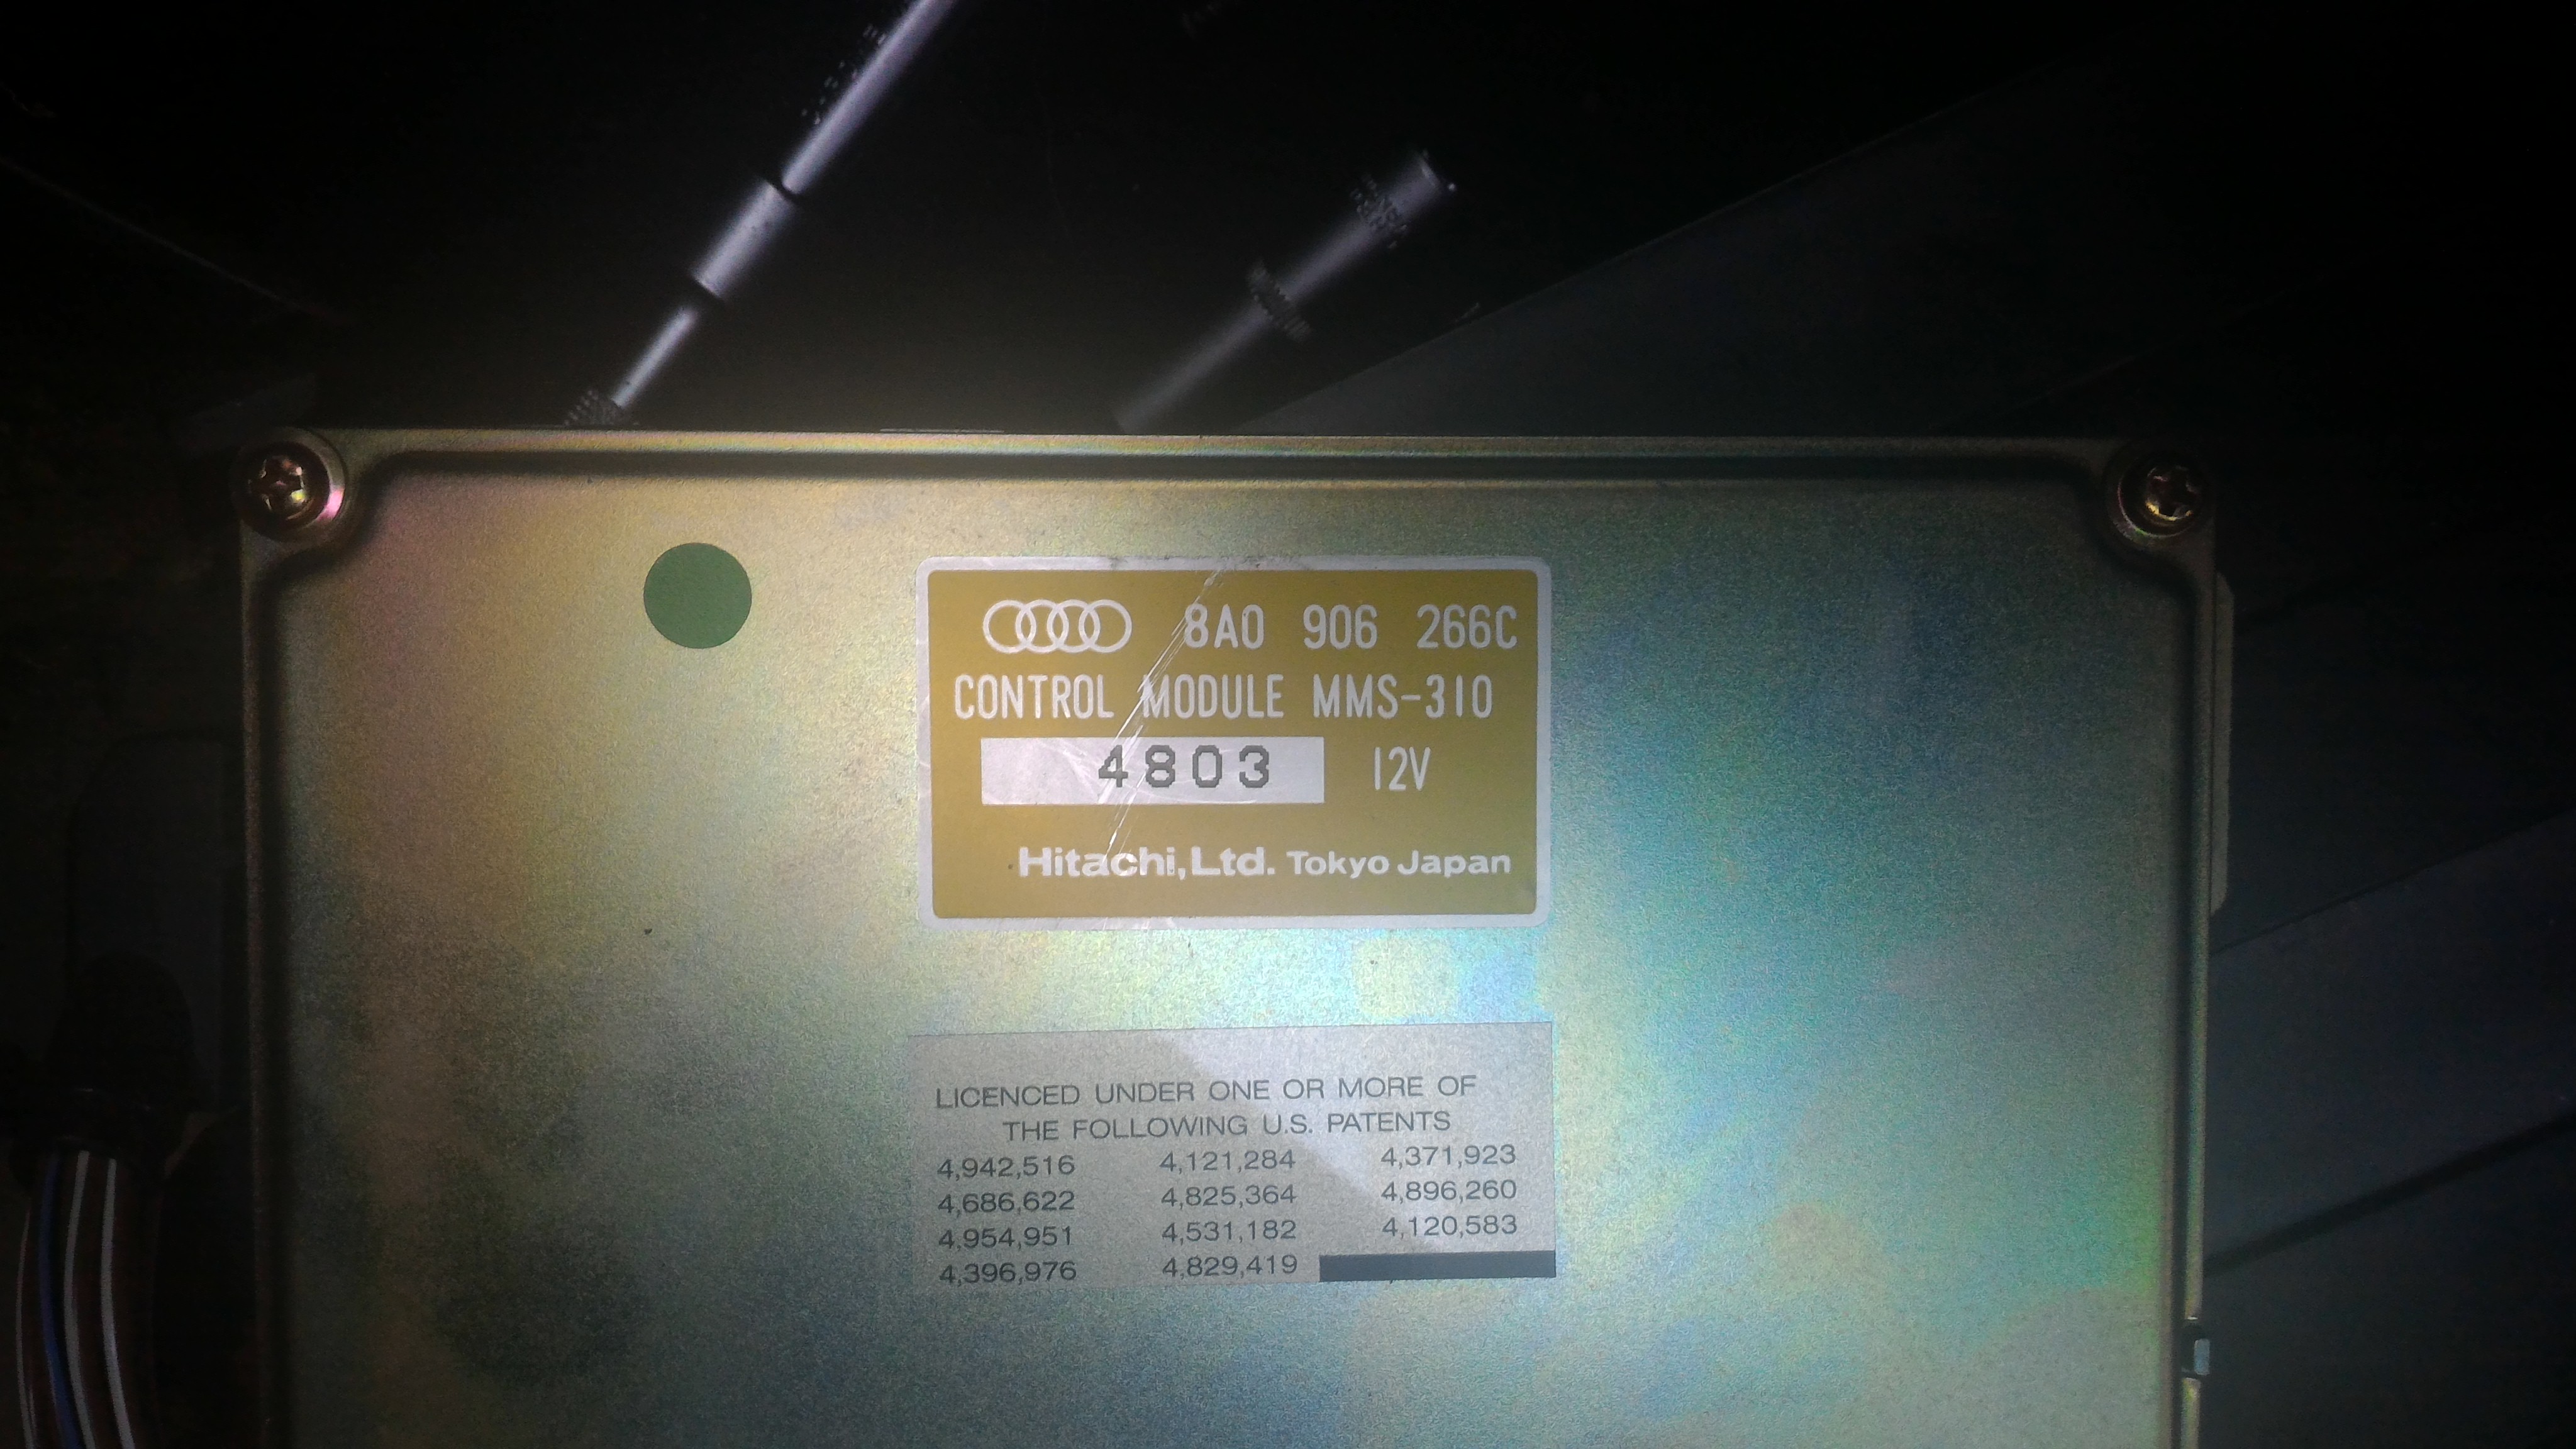 8A0 906 266C
CONTROL MODULE MMS-310
4803 12V
Hitachi,Ltd. Tokyo Japan
LICENCED UNDER ONE OR MORE OF
THE FOLLOWING U.S. PATENTS
4,942,516 4,121,284 4,371,923
4,686,622 4,825,364 4,896,260
4,954,951 4,531,182 4,120,583
4,396,976 4,829,419